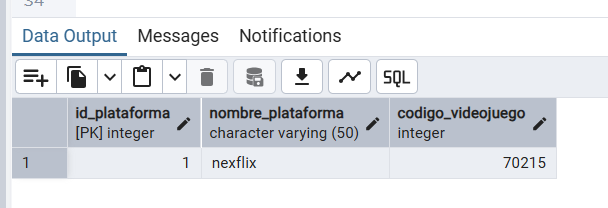 34
Data Output Messages Notifications
SQL
id_plataforma nombre_plataforma codigo_videojuego
[PK] integer character varying (50) integer
1 1 nexflix 70215